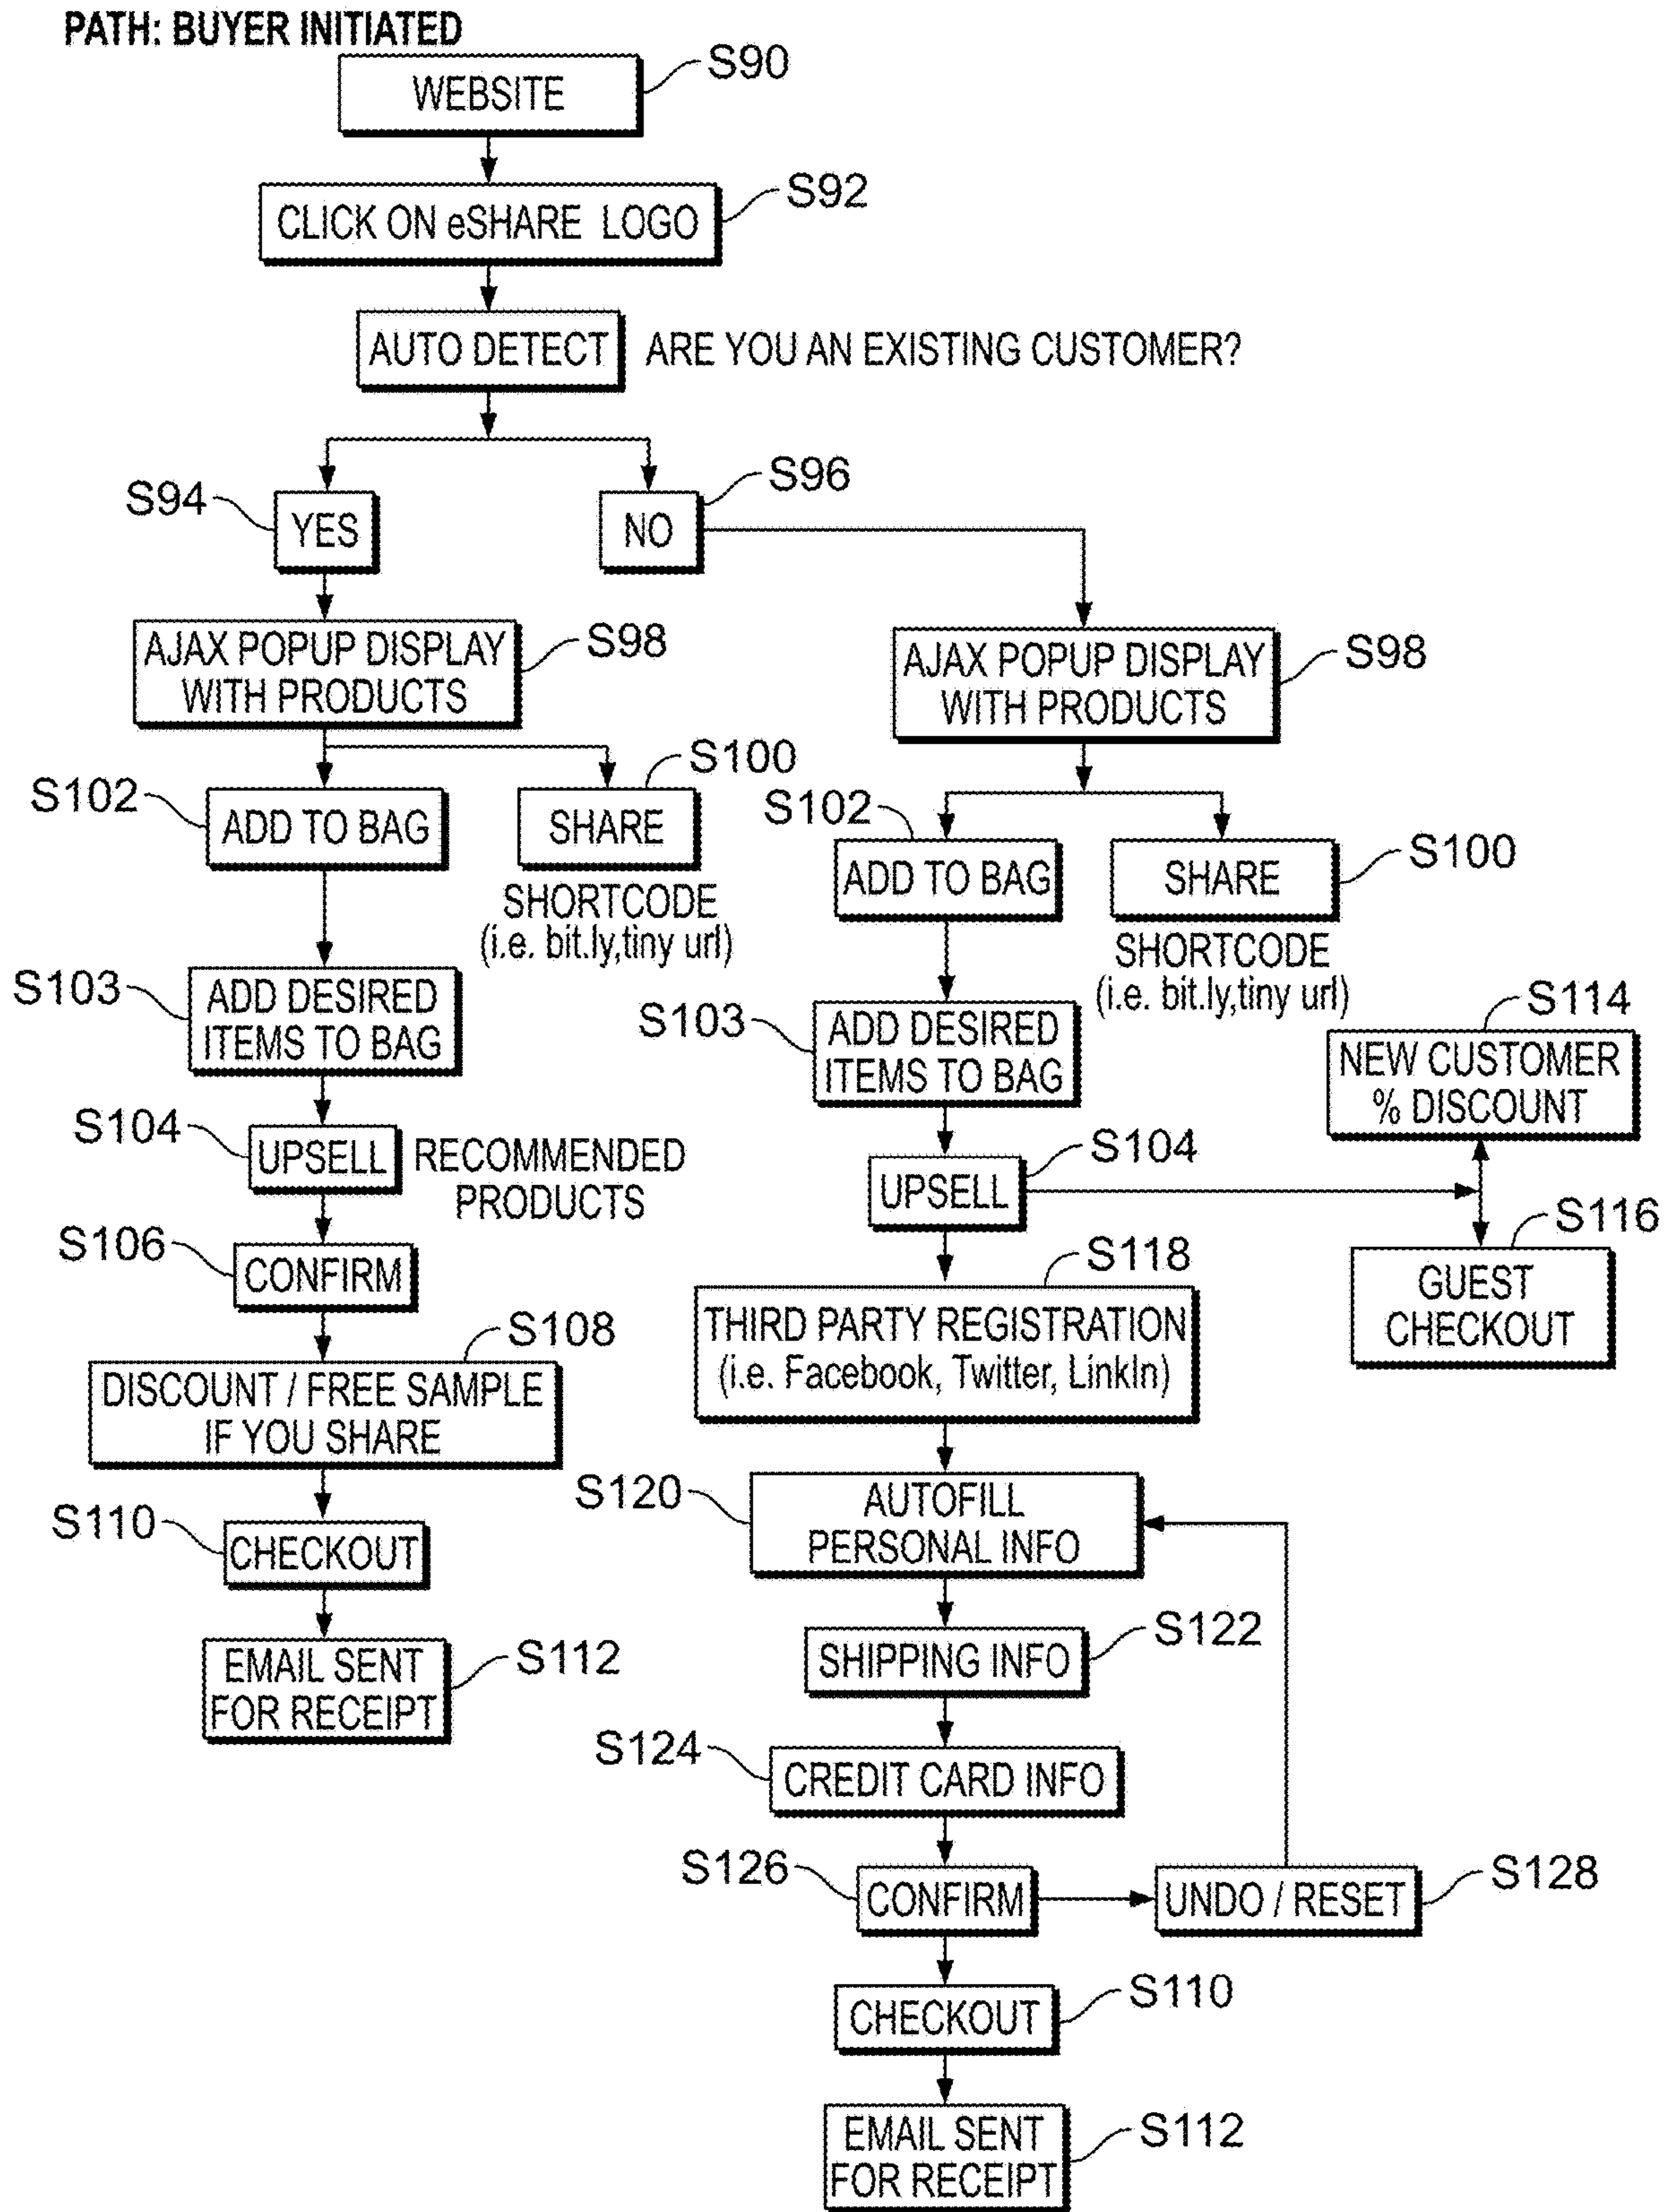 PATH: BUYER INITIATED
S90
WEBSITE
S92
CLICK ON eSHARE LOGO
AUTO DETECT
ARE YOU AN EXISTING CUSTOMER?
S94
YES
S96
NO
AJAX POPUP DISPLAY
WITH PRODUCTS
S98
AJAX POPUP DISPLAY
WITH PRODUCTS
S98
S102
ADD TO BAG
S100
SHARE
SHORTCODE
(i.e. bit.ly,tiny url)
S102
ADD TO BAG
SHARE
S100
SHORTCODE
(i.e. bit.ly,tiny url)
S103
ADD DESIRED
ITEMS TO BAG
S103
ADD DESIRED
ITEMS TO BAG
S114
NEW CUSTOMER
% DISCOUNT
S104
UPSELL
RECOMMENDED
PRODUCTS
UPSELL
S104
S116
GUEST
CHECKOUT
S106
CONFIRM
S118
THIRD PARTY REGISTRATION
(i.e. Facebook, Twitter, LinkIn)
S108
DISCOUNT / FREE SAMPLE
IF YOU SHARE
S110
CHECKOUT
S120
AUTOFILL
PERSONAL INFO
EMAIL SENT
FOR RECEIPT
S112
SHIPPING INFO
S122
S124
CREDIT CARD INFO
S126
CONFIRM
UNDO / RESET
S128
CHECKOUT
S110
EMAIL SENT
FOR RECEIPT
S112